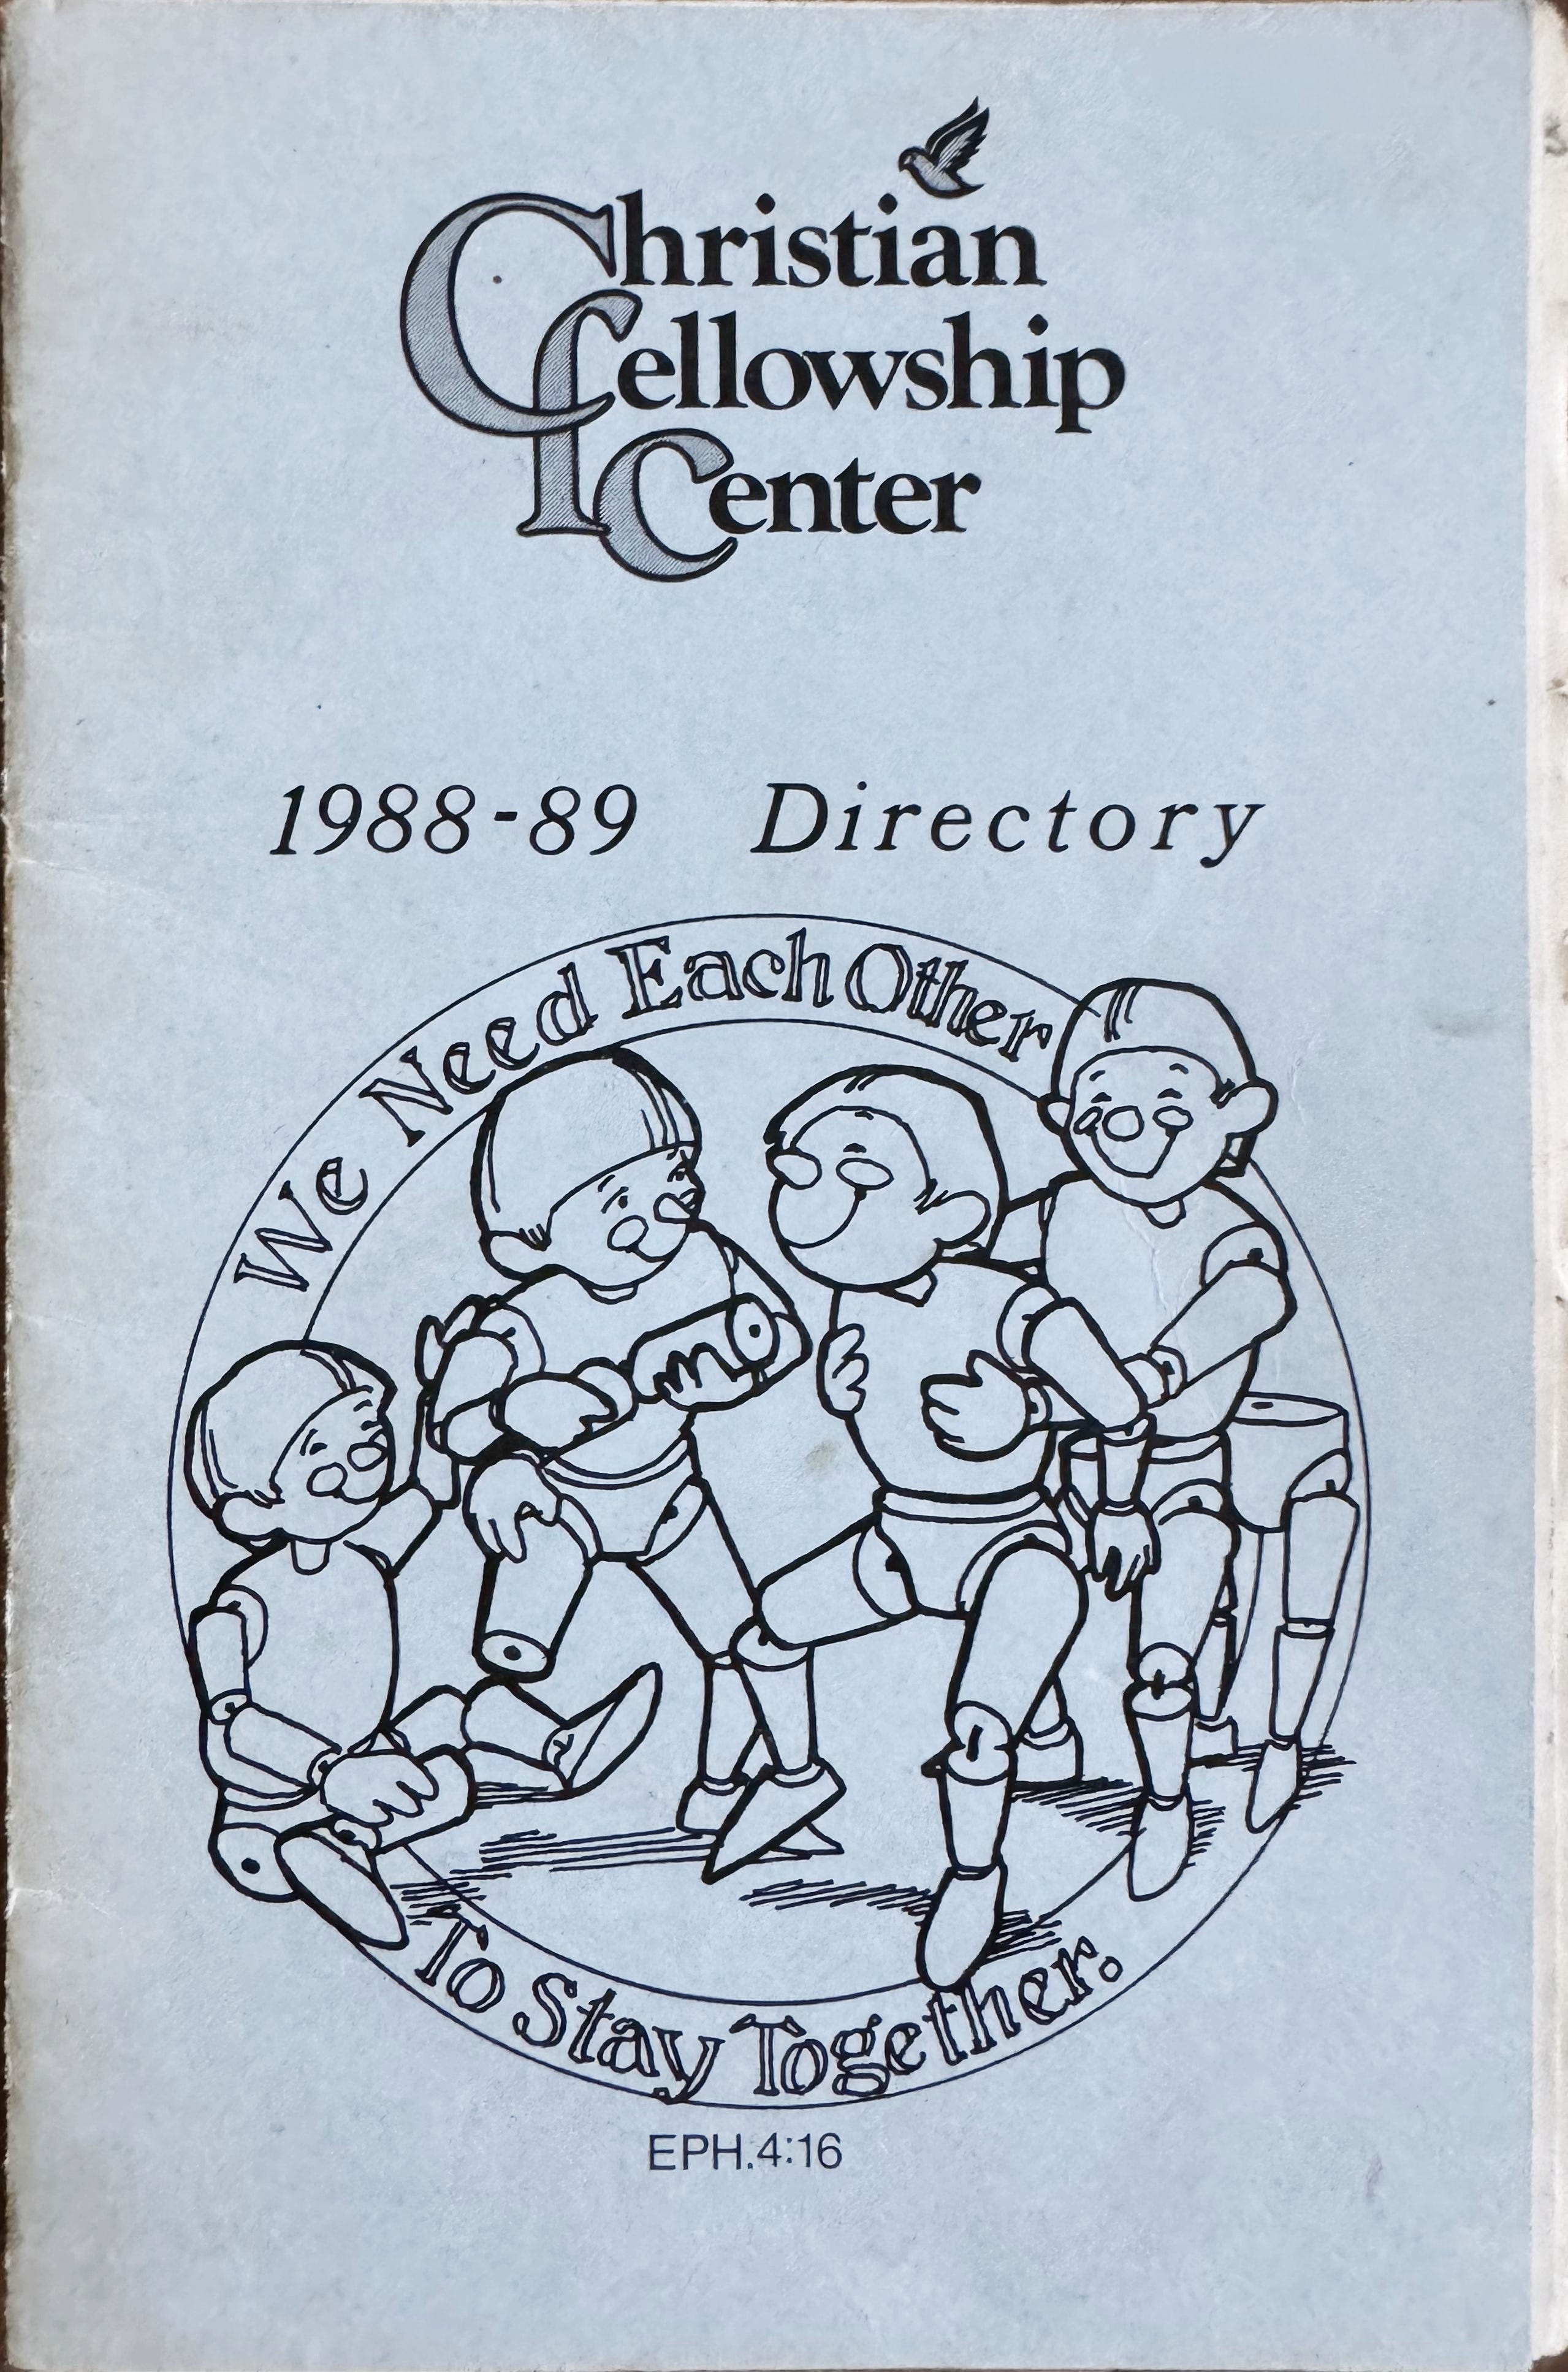 Christian
Fellowship
Center
1988-89 Directory
We Need Each Other
To Stay Together.
EPH.4:16